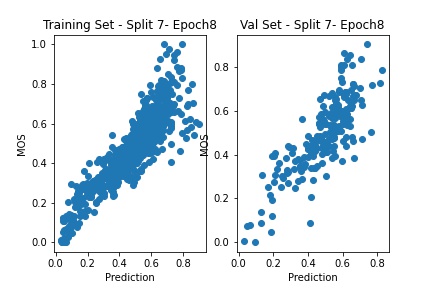 Training Set - Split 7- Epoch8
Val Set - Split 7- Epoch8
1.0
0.8
0.6
0.4
0.2
0.0
MOS
0.0 0.2 0.4 0.6 0.8
Prediction
0.8
0.6
0.4
0.2
0.0
MOS
0.0 0.2 0.4 0.6 0.8
Prediction